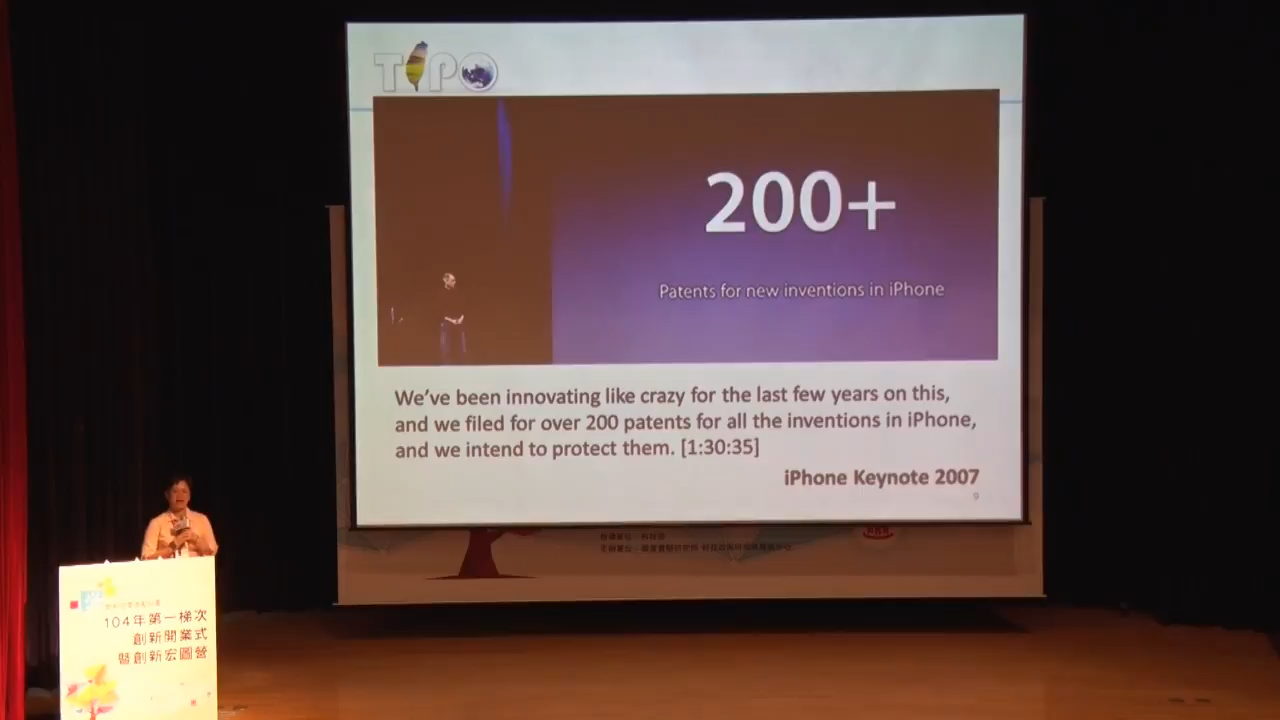 TIPO
200+
Patents for new inventions in iPhone
We've been innovating like crazy for the last few years on this,
and we filed for over 200 patents for all the inventions in iPhone,
and we intend to protect them. [1:30:35]
iPhone Keynote 2007
9
104年第一梯次
創新開業式
暨創新宏圖營